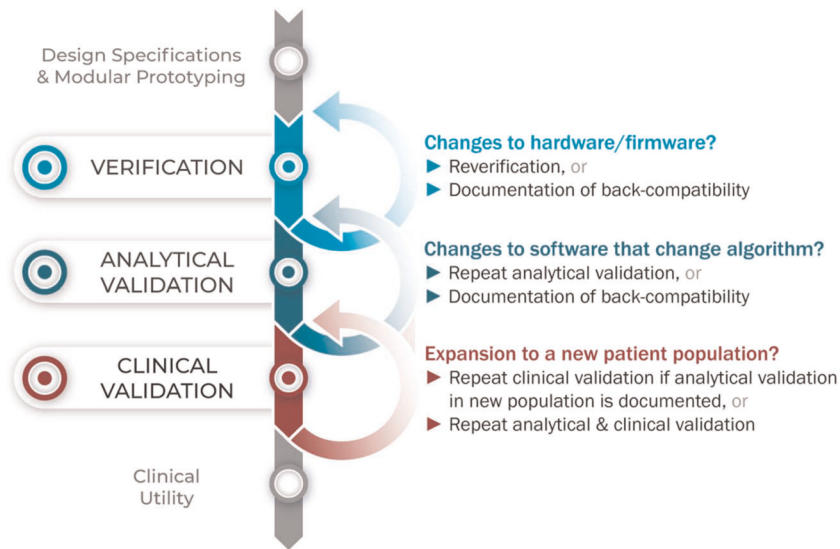 Design Specifications
& Modular Prototyping
VERIFICATION
Changes to hardware/firmware?
► Reverification, or
► Documentation of back-compatibility
ANALYTICAL
VALIDATION
Changes to software that change algorithm?
► Repeat analytical validation, or
► Documentation of back-compatibility
CLINICAL
VALIDATION
Expansion to a new patient population?
► Repeat clinical validation if analytical validation
in new population is documented, or
► Repeat analytical & clinical validation
Clinical
Utility